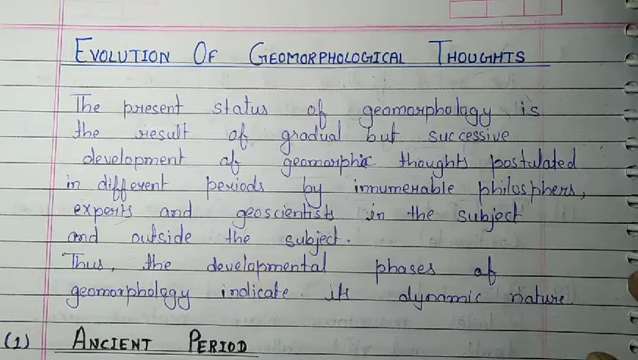 EVOLUTION OF GEOMORPHOLOGICAL THOUGHTS
The present status of geomorphology is
the result of gradual but successive
development of geomorphic thoughts postulated
in different periods by innumerable philosphers,
experts and geoscientists in the subject
and outside the subject.
Thus, the developmental phases of
geomorphology indicate its dynamic nature
(1) ANCIENT PERIOD